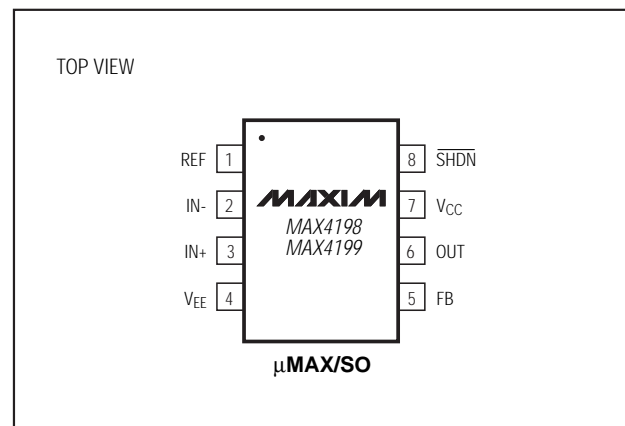 TOP VIEW
REF 1
8 SHDN
IN- 2
7 VCC
IN+ 3
6 OUT
VEE 4
5 FB
MAXIM
MAX4198
MAX4199
μMAX/SO